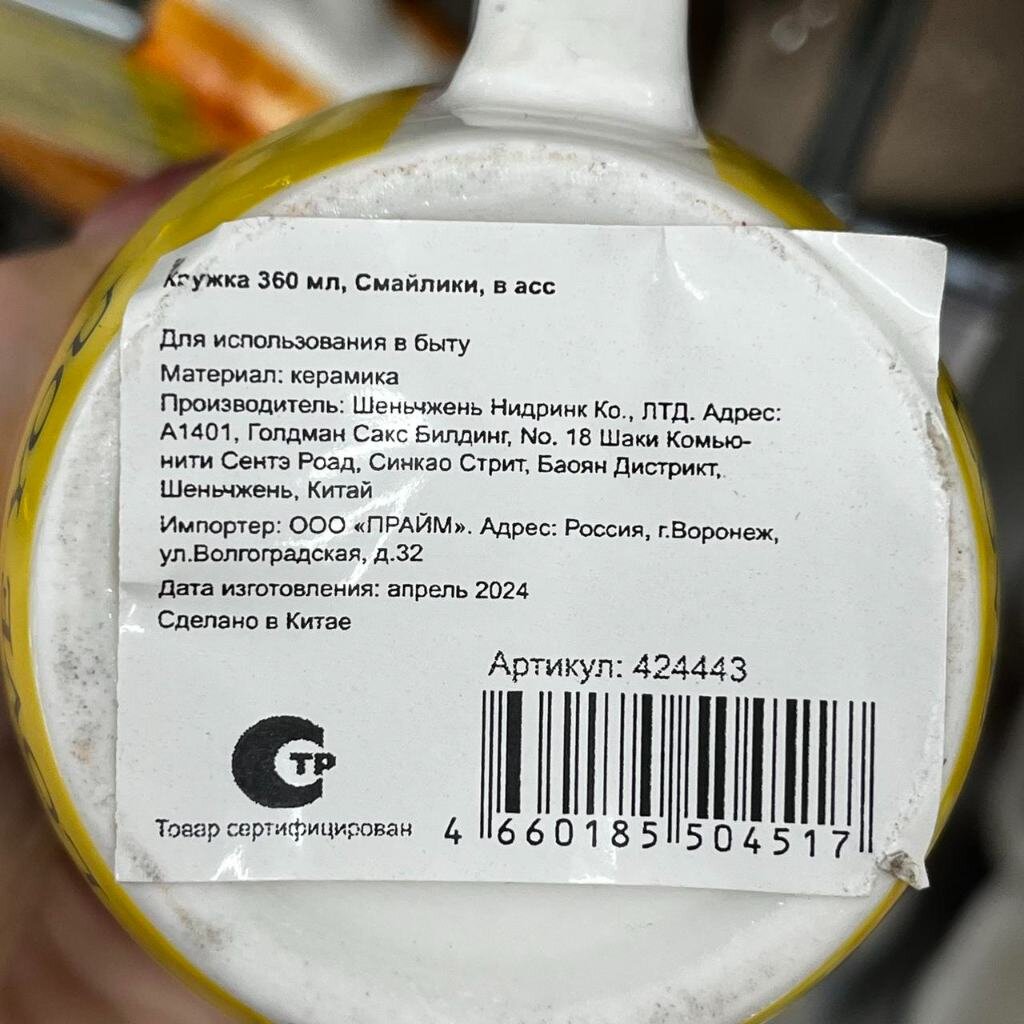 Кружка 360 мл, Смайлики, в асс
Для использования в быту
Материал: керамика
Производитель: Шеньчжень Нидринк Ко., ЛТД. Адрес:
А1401, Голдман Сакс Билдинг, No. 18 Шаки Комью-
нити Сентэ Роад, Синкао Стрит, Баоян Дистрикт,
Шеньчжень, Китай
Импортер: ООО «ПРАЙМ». Адрес: Россия, г.Воронеж,
ул.Волгоградская, д.32
Дата изготовления: апрель 2024
Сделано в Китае
Артикул: 424443
ТР
Товар сертифицирован
4 660185 504517